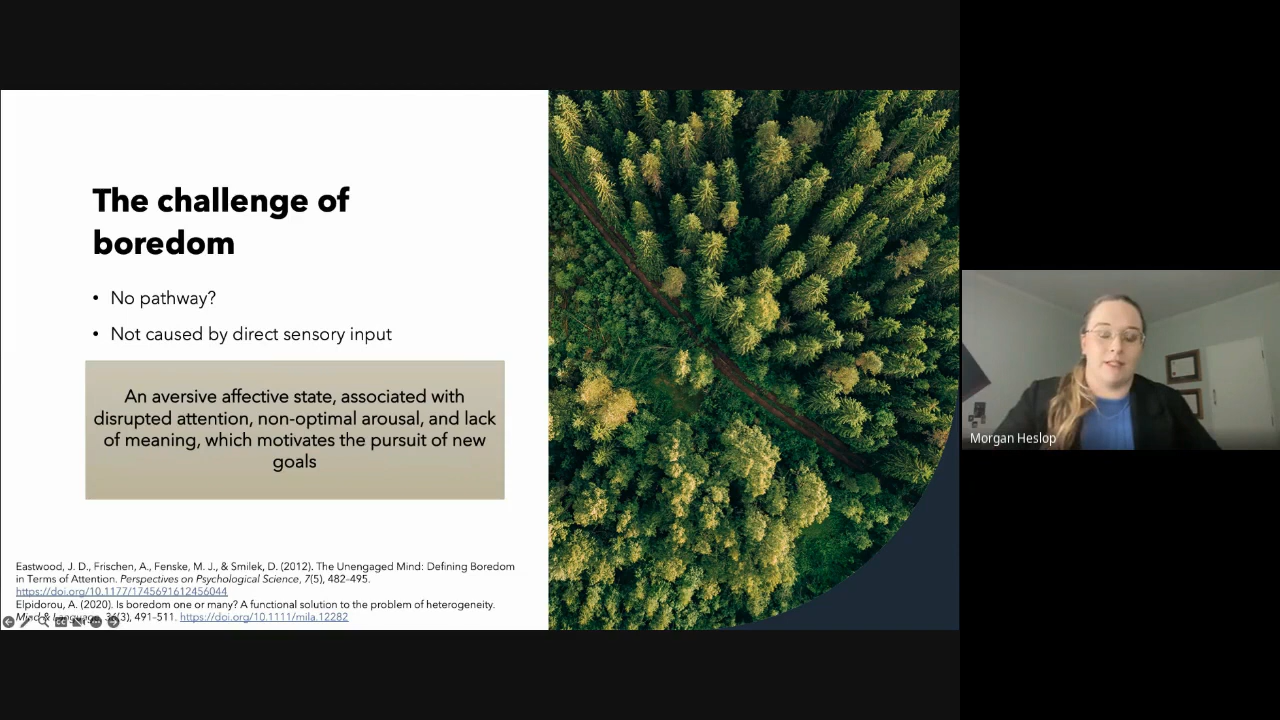 The challenge of
boredom
• No pathway?
• Not caused by direct sensory input
An aversive affective state, associated with
disrupted attention, non-optimal arousal, and lack
of meaning, which motivates the pursuit of new
goals
Eastwood, J. D., Frischen, A., Fenske, M. J., & Smilek, D. (2012). The Unengaged Mind: Defining Boredom
in Terms of Attention. Perspectives on Psychological Science, 7(5), 482–495.
https://doi.org/10.1177/1745691612456044
Elpidorou, A. (2020). Is boredom one or many? A functional solution to the problem of heterogeneity.
Mind & Language, 36(3), 491–511. https://doi.org/10.1111/mila.12282
Morgan Heslop